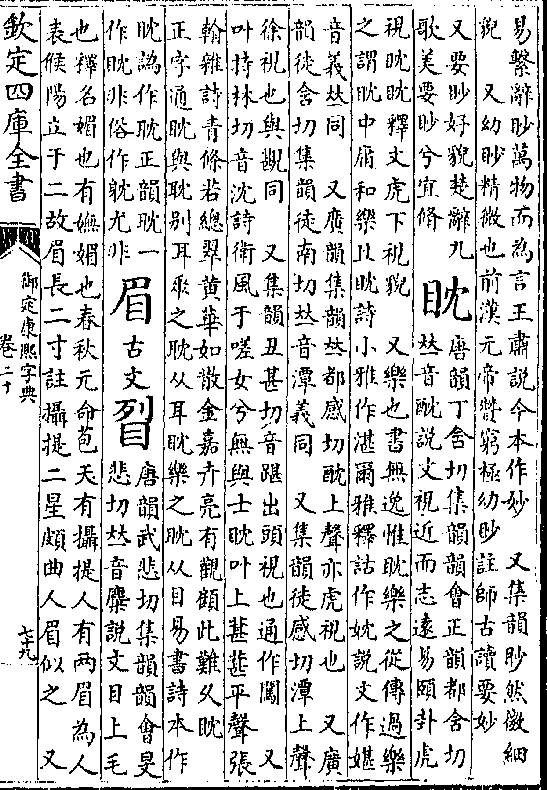 易繫辭眇萬物而為言王肅說今本作妙　又集韻眇然微細
貌　又幼眇精微也前漢元帝贊窮極幼眇註師古讀要妙
又要眇好貌楚辭九
歌美要眇兮宜脩
眈
唐韻丁含切集韻韻會正韻都含切
𠀤音酖說文視近而志遠易頤卦虎
視眈眈釋文虎下視貌　又樂也書無逸惟眈樂之從傳過樂
之謂眈中庸和樂且眈詩小雅作湛爾雅釋詁作妉說文作媅
音義𠀤同　又廣韻集韻𠀤都感切酖上聲亦虎視也　又廣
韻徒含切集韻徒南切𠀤音潭義同　又集韻徒感切潭上聲
徐視也與覵同　又集韻丑甚切音踸出頭視也通作闖　又
叶持林切音沈詩衛風于嗟女兮無與士眈叶上葚葚平聲張
翰雜詩青條若總翠黄華如散金嘉卉亮有觀顧此難久眈
正字通眈與耽别耳垂之耽从耳眈樂之眈从目易書詩本作
眈譌作耽正韻眈一
作眈非俗作躭尤非
眉 古文
唐韻武悲切集韻韻會旻
悲切𠀤音麋說文目上毛
也釋名媚也有嫵媚也春秋元命苞天有攝提人有兩眉為人
表候陽立于二故眉長二寸註攝提二星頗曲人眉似之　又
欽定四庫全書
御定康熙字典
卷二十
七十九